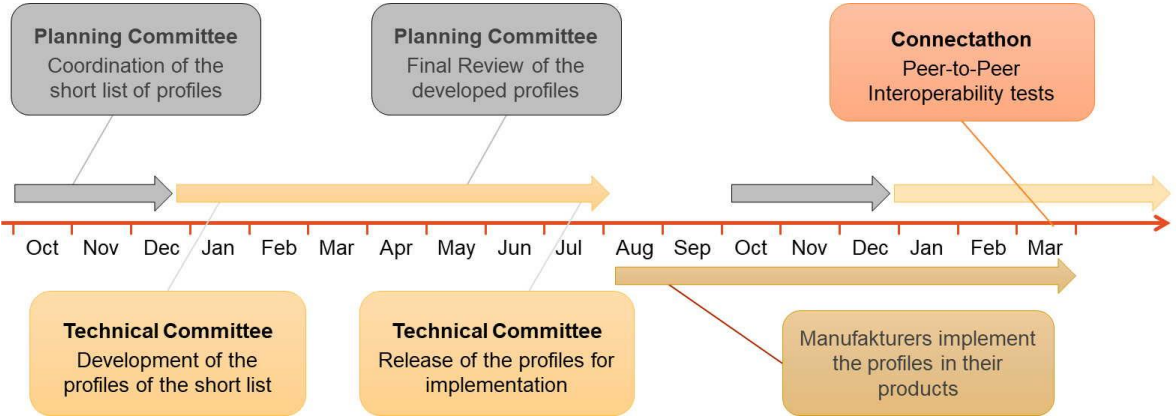 Planning Committee
Coordination of the
short list of profiles
Planning Committee
Final Review of the
developed profiles
Connectathon
Peer-to-Peer
Interoperability tests
Oct Nov Dec Jan Feb Mar Apr May Jun Jul Aug Sep Oct Nov Dec Jan Feb Mar
Technical Committee
Development of the
profiles of the short list
Technical Committee
Release of the profiles for
implementation
Manufakturers implement
the profiles in their
products